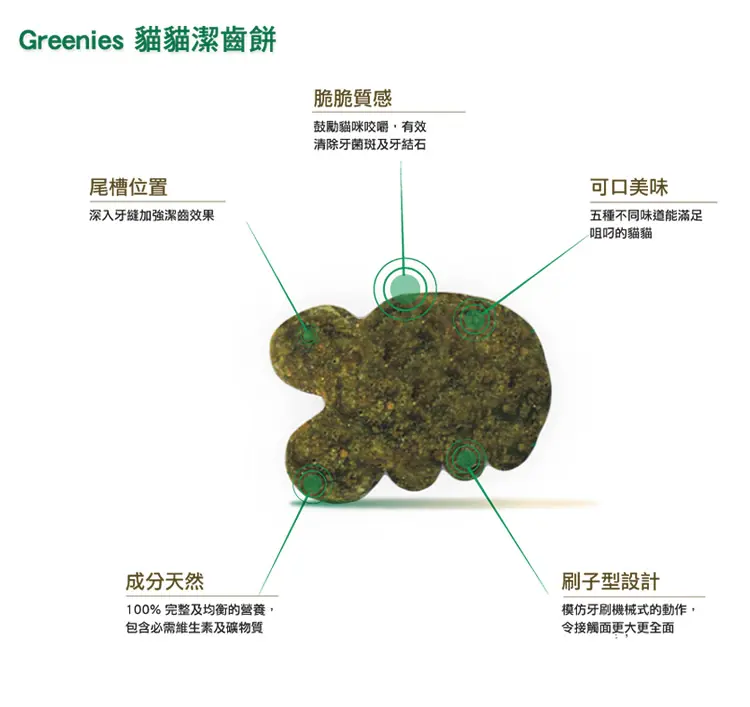 Greenies 貓貓潔齒餅
脆脆質感
鼓勵貓咪咬嚼，有效
清除牙菌斑及牙結石
尾槽位置
深入牙縫加強潔齒效果
可口美味
五種不同味道能滿足
咀叼的貓貓
成分天然
100% 完整及均衡的營養，
包含必需維生素及礦物質
刷子型設計
模仿牙刷機械式的動作，
令接觸面更大更全面